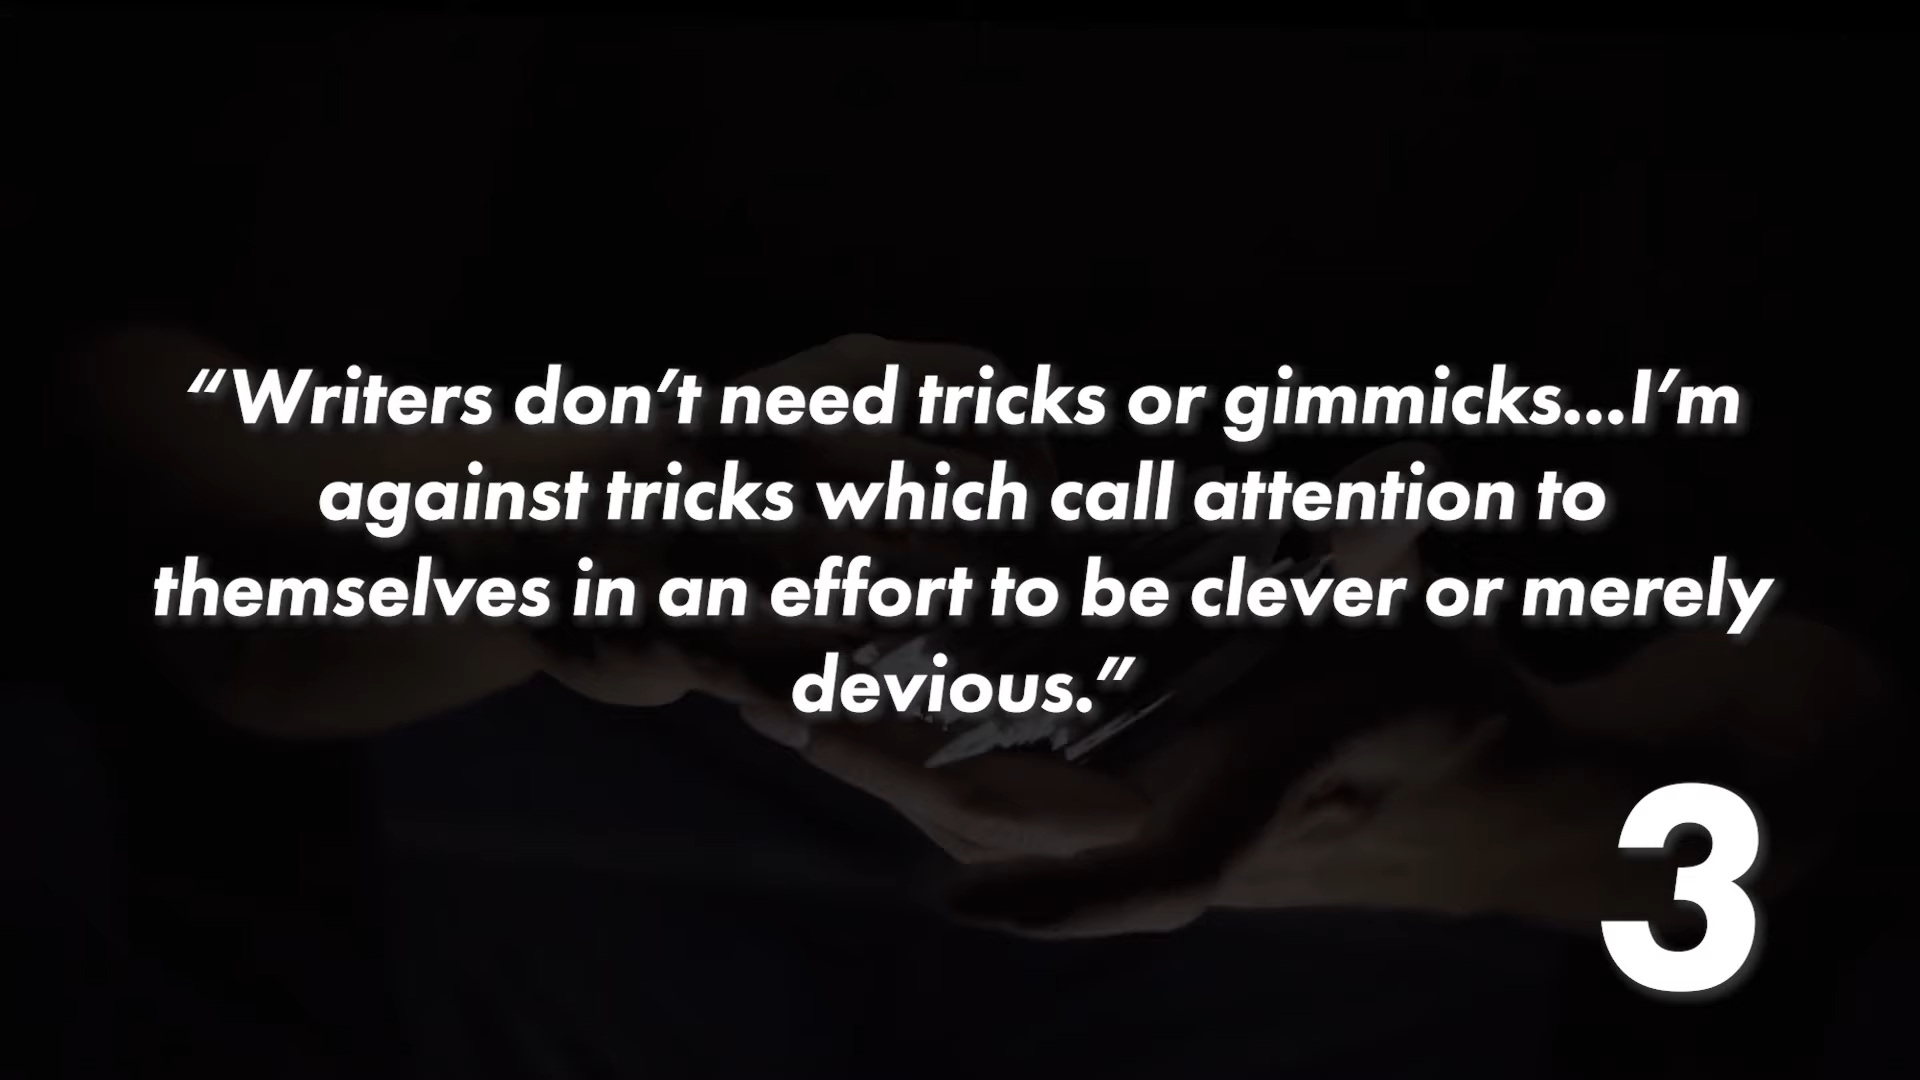 “Writers don’t need tricks or gimmicks...I’m
against tricks which call attention to
themselves in an effort to be clever or merely
devious.”
3